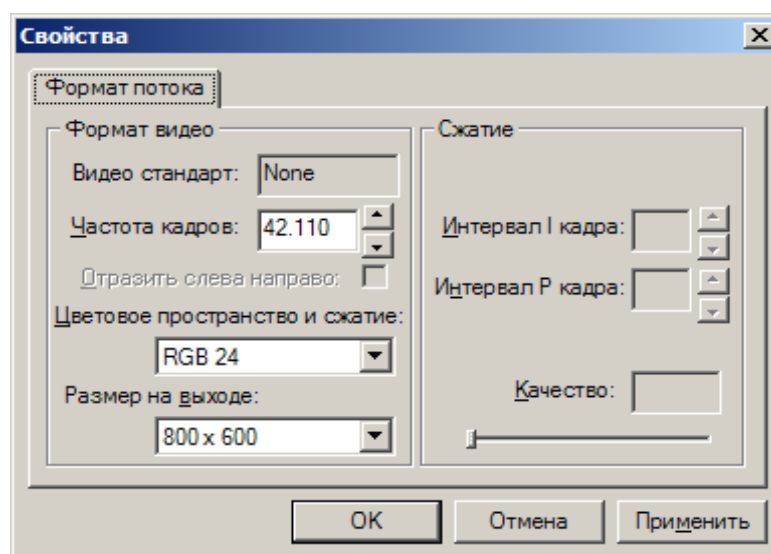 Свойства
Формат потока
Формат видео
Видео стандарт: None
Частота кадров: 42.110
Отразить слева направо:
Цветовое пространство и сжатие:
RGB 24
Размер на выходе:
800 x 600
Сжатие
Интервал I кадра:
Интервал P кадра:
Качество:
OK Отмена Применить